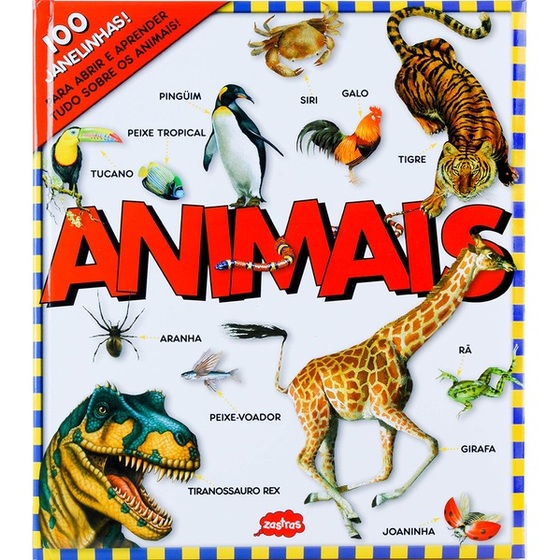 100
JANELINHAS!
PARA ABRIR E APRENDER
TUDO SOBRE OS ANIMAIS!
PINGÜIM
SIRI
GALO
PEIXE TROPICAL
TUCANO
TIGRE
ANIMAIS
ARANHA
RÃ
PEIXE-VOADOR
GIRAFA
TIRANOSSAURO REX
zastras
JOANINHA